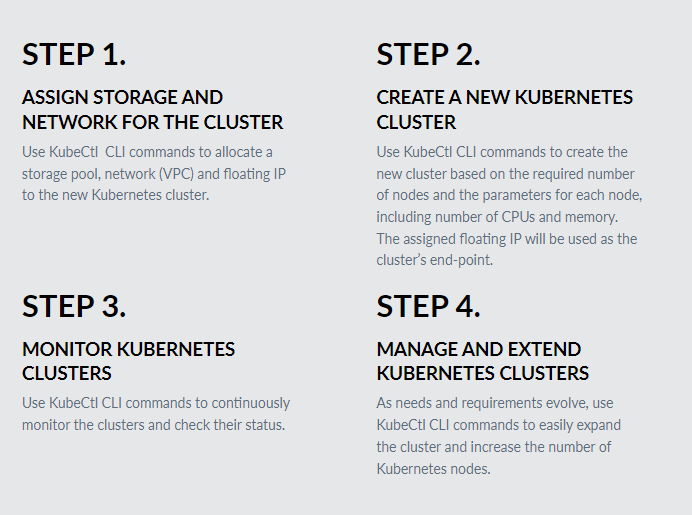 STEP 1.
ASSIGN STORAGE AND
NETWORK FOR THE CLUSTER
Use KubeCtl CLI commands to allocate a
storage pool, network (VPC) and floating IP
to the new Kubernetes cluster.
STEP 2.
CREATE A NEW KUBERNETES
CLUSTER
Use KubeCtl CLI commands to create the
new cluster based on the required number
of nodes and the parameters for each node,
including number of CPUs and memory.
The assigned floating IP will be used as the
cluster's end-point.
STEP 3.
MONITOR KUBERNETES
CLUSTERS
Use KubeCtl CLI commands to continuously
monitor the clusters and check their status.
STEP 4.
MANAGE AND EXTEND
KUBERNETES CLUSTERS
As needs and requirements evolve, use
KubeCtl CLI commands to easily expand
the cluster and increase the number of
Kubernetes nodes.